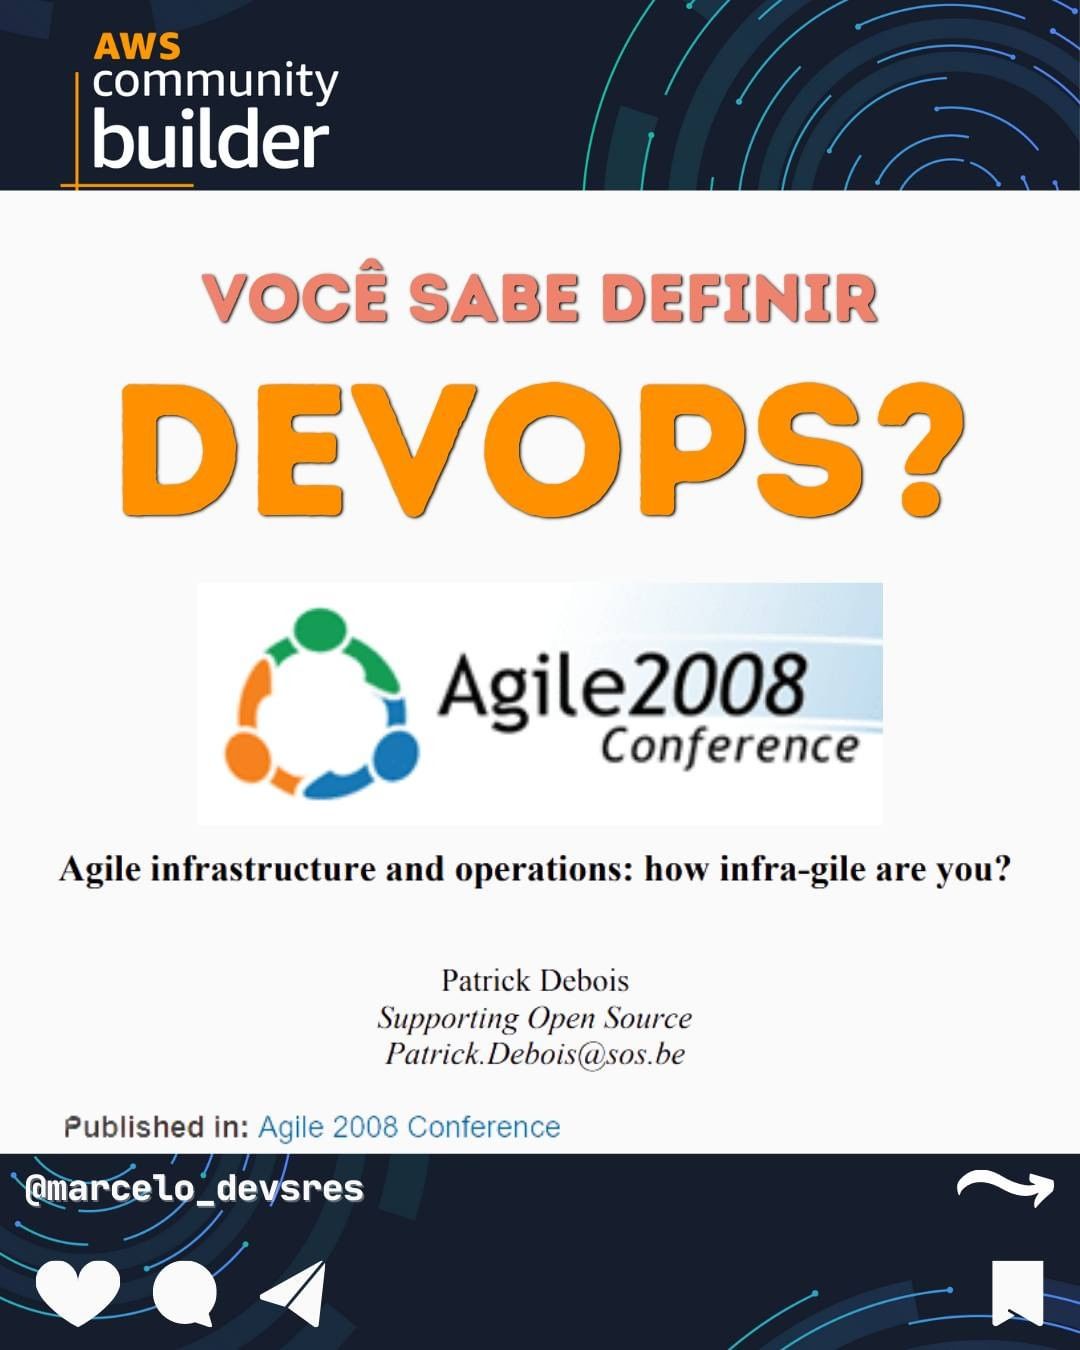 AWS
community
builder
VOCÊ SABE DEFINIR
DEVOPS?
Agile2008
Conference
Agile infrastructure and operations: how infra-gile are you?
Patrick Debois
Supporting Open Source
Patrick.Debois@sos.be
Published in: Agile 2008 Conference
@marcelo_devsres